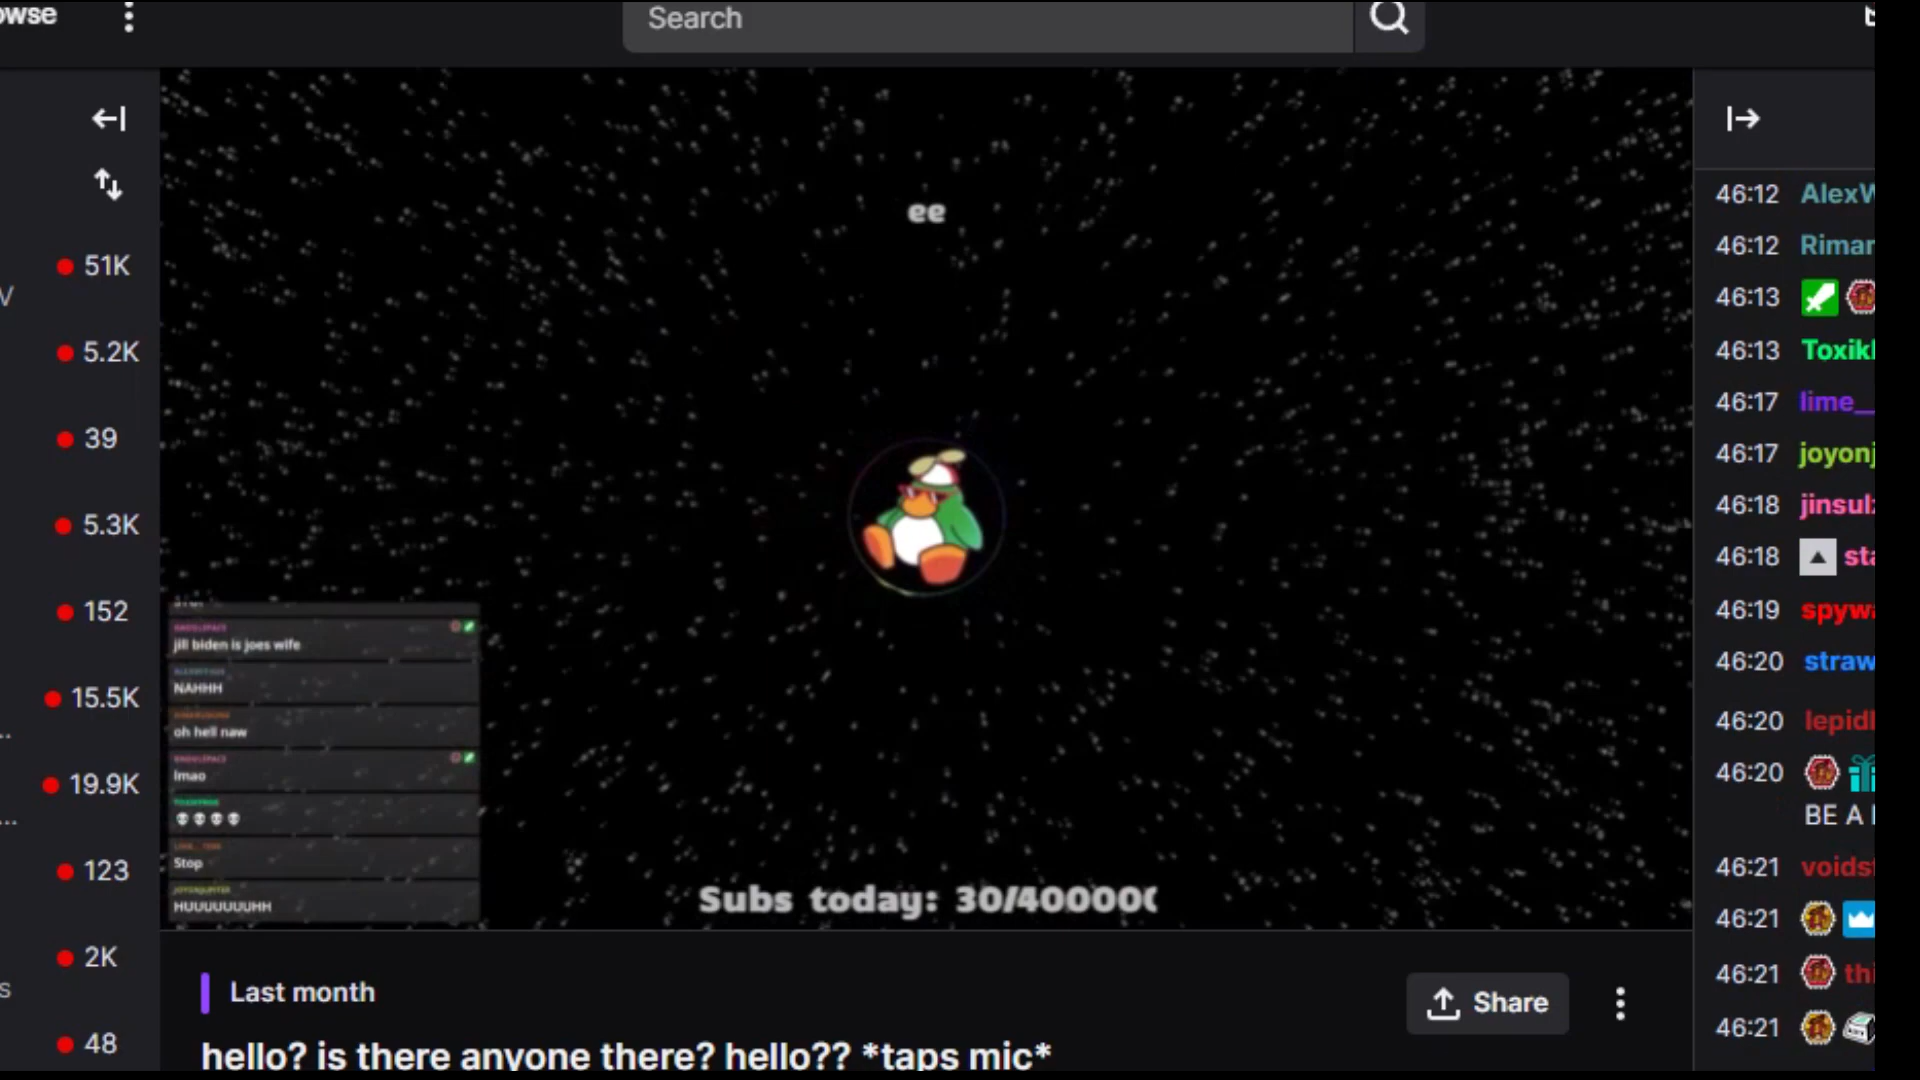 Search
51K
V
5.2K
39
5.3K
152
15.5K
..
19.9K
...
123
2K
s
48
ee
jill biden is joes wife
NAHHH
oh hell naw
lmao
Stop
HUUUUUUUHH
Subs today: 30/40000
Last month
Share
hello? is there anyone there? hello?? *taps mic*
46:12 AlexW
46:12 Rimar
46:13
46:13 Toxik
46:17 lime_
46:17 joyonj
46:18 jinsul
46:18 sta
46:19 spywa
46:20 straw
46:20 lepid
46:20
BE A
46:21 voids
46:21
46:21 thi
46:21